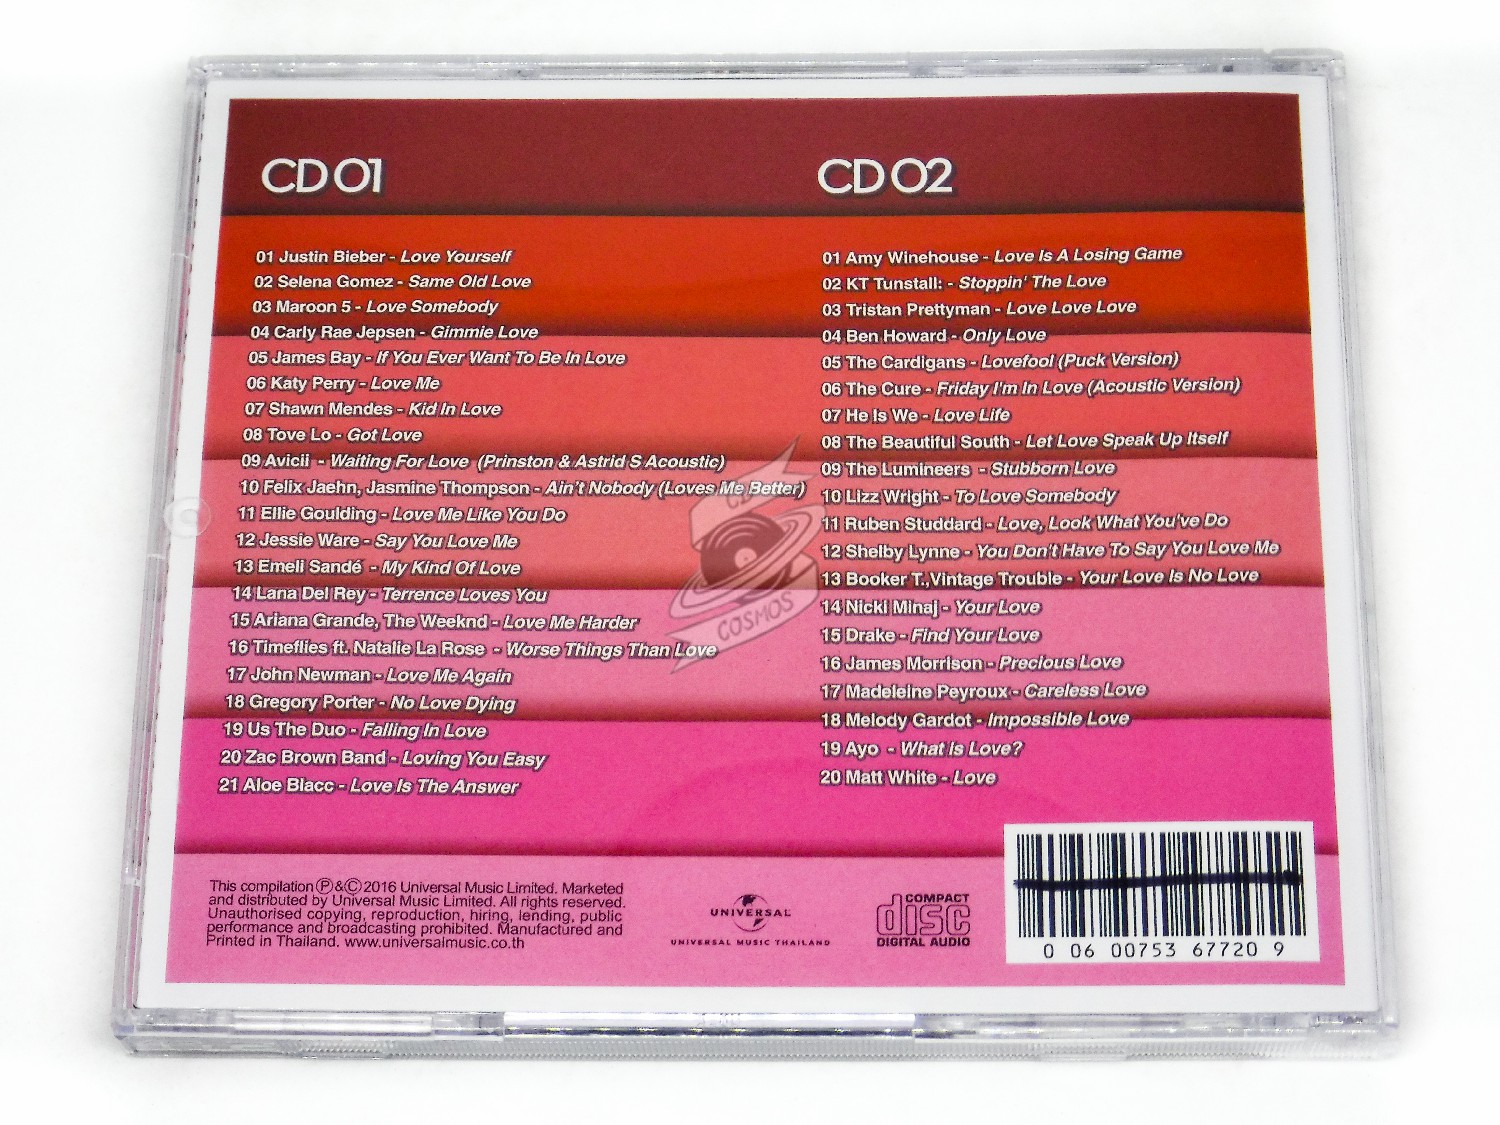 CD 01
01 Justin Bieber - Love Yourself
02 Selena Gomez - Same Old Love
03 Maroon 5 - Love Somebody
04 Carly Rae Jepsen - Gimmie Love
05 James Bay - If You Ever Want To Be In Love
06 Katy Perry - Love Me
07 Shawn Mendes - Kid In Love
08 Tove Lo - Got Love
09 Avicii - Waiting For Love (Prinston & Astrid S Acoustic)
10 Felix Jaehn, Jasmine Thompson - Ain't Nobody (Loves Me Better)
11 Ellie Goulding - Love Me Like You Do
12 Jessie Ware - Say You Love Me
13 Emeli Sandé - My Kind Of Love
14 Lana Del Rey - Terrence Loves You
15 Ariana Grande, The Weeknd - Love Me Harder
16 Timeflies ft. Natalie La Rose - Worse Things Than Love
17 John Newman - Love Me Again
18 Gregory Porter - No Love Dying
19 Us The Duo - Falling In Love
20 Zac Brown Band - Loving You Easy
21 Aloe Blacc - Love Is The Answer
CD 02
01 Amy Winehouse - Love Is A Losing Game
02 KT Tunstall: - Stoppin' The Love
03 Tristan Prettyman - Love Love Love
04 Ben Howard - Only Love
05 The Cardigans - Lovefool (Puck Version)
06 The Cure - Friday I'm In Love (Acoustic Version)
07 He Is We - Love Life
08 The Beautiful South - Let Love Speak Up Itself
09 The Lumineers - Stubborn Love
10 Lizz Wright - To Love Somebody
11 Ruben Studdard - Love, Look What You've Do
12 Shelby Lynne - You Don't Have To Say You Love Me
13 Booker T.,Vintage Trouble - Your Love Is No Love
14 Nicki Minaj - Your Love
15 Drake - Find Your Love
16 James Morrison - Precious Love
17 Madeleine Peyroux - Careless Love
18 Melody Gardot - Impossible Love
19 Ayo - What Is Love?
20 Matt White - Love
CD
COSMOS
This compilation Ⓟ&Ⓒ 2016 Universal Music Limited. Marketed
and distributed by Universal Music Limited. All rights reserved.
Unauthorised copying, reproduction, hiring, lending, public
performance and broadcasting prohibited. Manufactured and
Printed in Thailand. www.universalmusic.co.th
UNIVERSAL
UNIVERSAL MUSIC THAILAND
COMPACT
disc
DIGITAL AUDIO
0 06 00753 67720 9